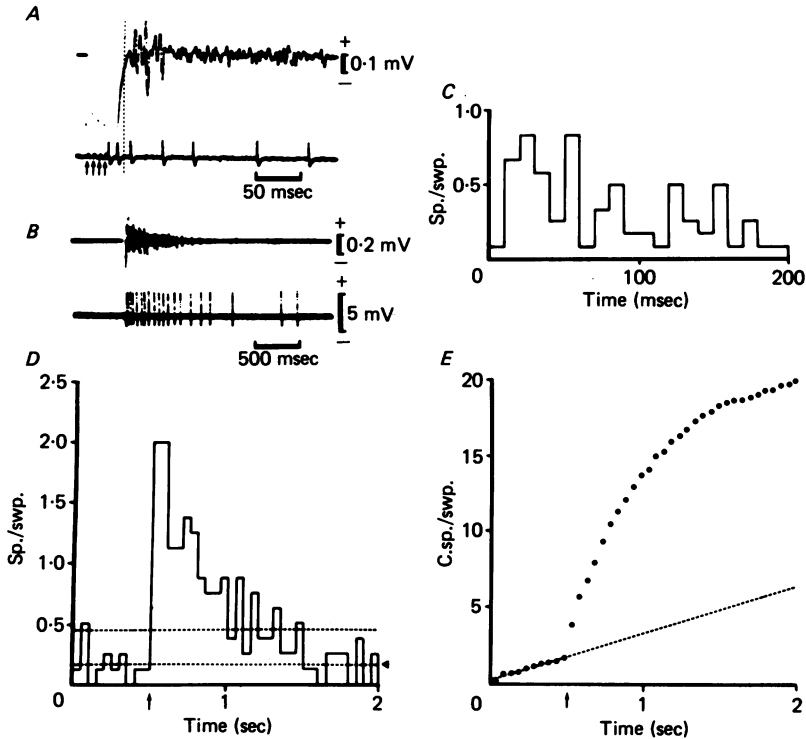 A
+
0·1 mV
−
50 msec
B
+
0·2 mV
−
+
5 mV
−
500 msec
C
1·0
0·5
Sp./swp.
0
100
200
Time (msec)
D
2·5
2·0
1·5
1·0
0·5
Sp./swp.
0
1
2
Time (sec)
E
20
15
10
5
C.sp./swp.
0
1
2
Time (sec)